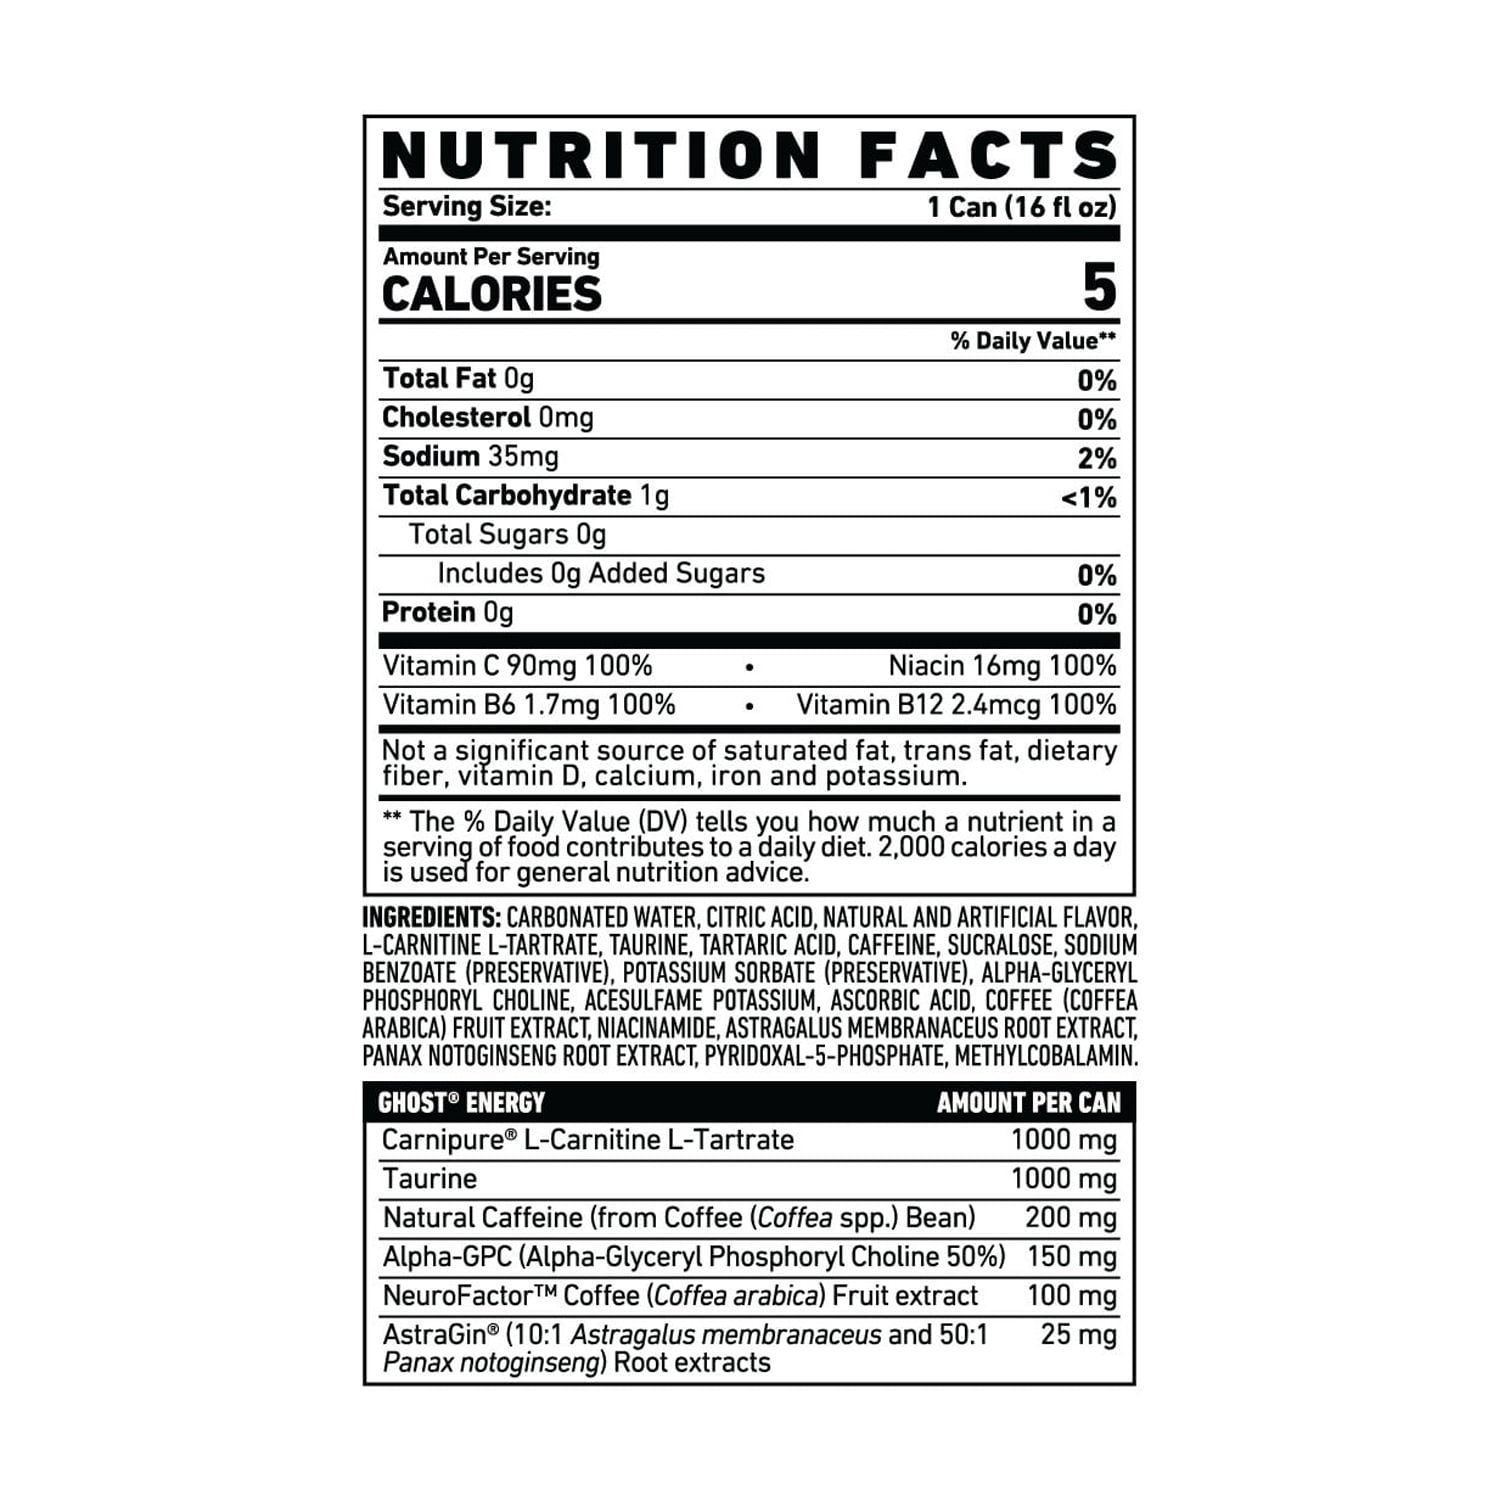 NUTRITION FACTS
Serving Size: 1 Can (16 fl oz)
Amount Per Serving
CALORIES 5
% Daily Value**
Total Fat 0g 0%
Cholesterol 0mg 0%
Sodium 35mg 2%
Total Carbohydrate 1g <1%
Total Sugars 0g
Includes 0g Added Sugars 0%
Protein 0g 0%
Vitamin C 90mg 100% • Niacin 16mg 100%
Vitamin B6 1.7mg 100% • Vitamin B12 2.4mcg 100%
Not a significant source of saturated fat, trans fat, dietary
fiber, vitamin D, calcium, iron and potassium.
** The % Daily Value (DV) tells you how much a nutrient in a
serving of food contributes to a daily diet. 2,000 calories a day
is used for general nutrition advice.
INGREDIENTS: CARBONATED WATER, CITRIC ACID, NATURAL AND ARTIFICIAL FLAVOR,
L-CARNITINE L-TARTRATE, TAURINE, TARTARIC ACID, CAFFEINE, SUCRALOSE, SODIUM
BENZOATE (PRESERVATIVE), POTASSIUM SORBATE (PRESERVATIVE), ALPHA-GLYCERYL
PHOSPHORYL CHOLINE, ACESULFAME POTASSIUM, ASCORBIC ACID, COFFEE (COFFEA
ARABICA) FRUIT EXTRACT, NIACINAMIDE, ASTRAGALUS MEMBRANACEUS ROOT EXTRACT,
PANAX NOTOGINSENG ROOT EXTRACT, PYRIDOXAL-5-PHOSPHATE, METHYLCOBALAMIN.
GHOST® ENERGY AMOUNT PER CAN
Carnipure® L-Carnitine L-Tartrate 1000 mg
Taurine 1000 mg
Natural Caffeine (from Coffee (Coffea spp.) Bean) 200 mg
Alpha-GPC (Alpha-Glyceryl Phosphoryl Choline 50%) 150 mg
NeuroFactor™ Coffee (Coffea arabica) Fruit extract 100 mg
AstraGin® (10:1 Astragalus membranaceus and 50:1 25 mg
Panax notoginseng) Root extracts